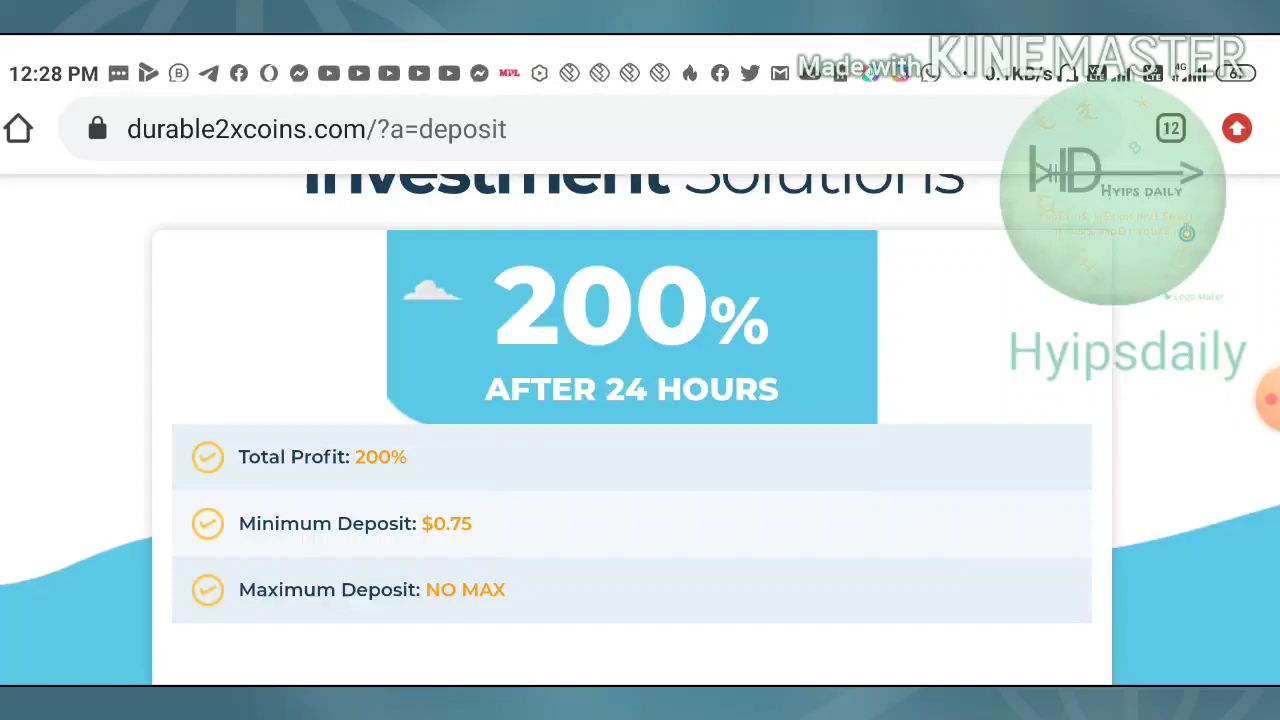 12:28 PM
Made with KINEMASTER
durable2xcoins.com/?a=deposit
12
Investment Solutions
HD
HYIPS DAILY
Hyipsdaily
200%
AFTER 24 HOURS
Total Profit: 200%
Minimum Deposit: $0.75
Maximum Deposit: NO MAX